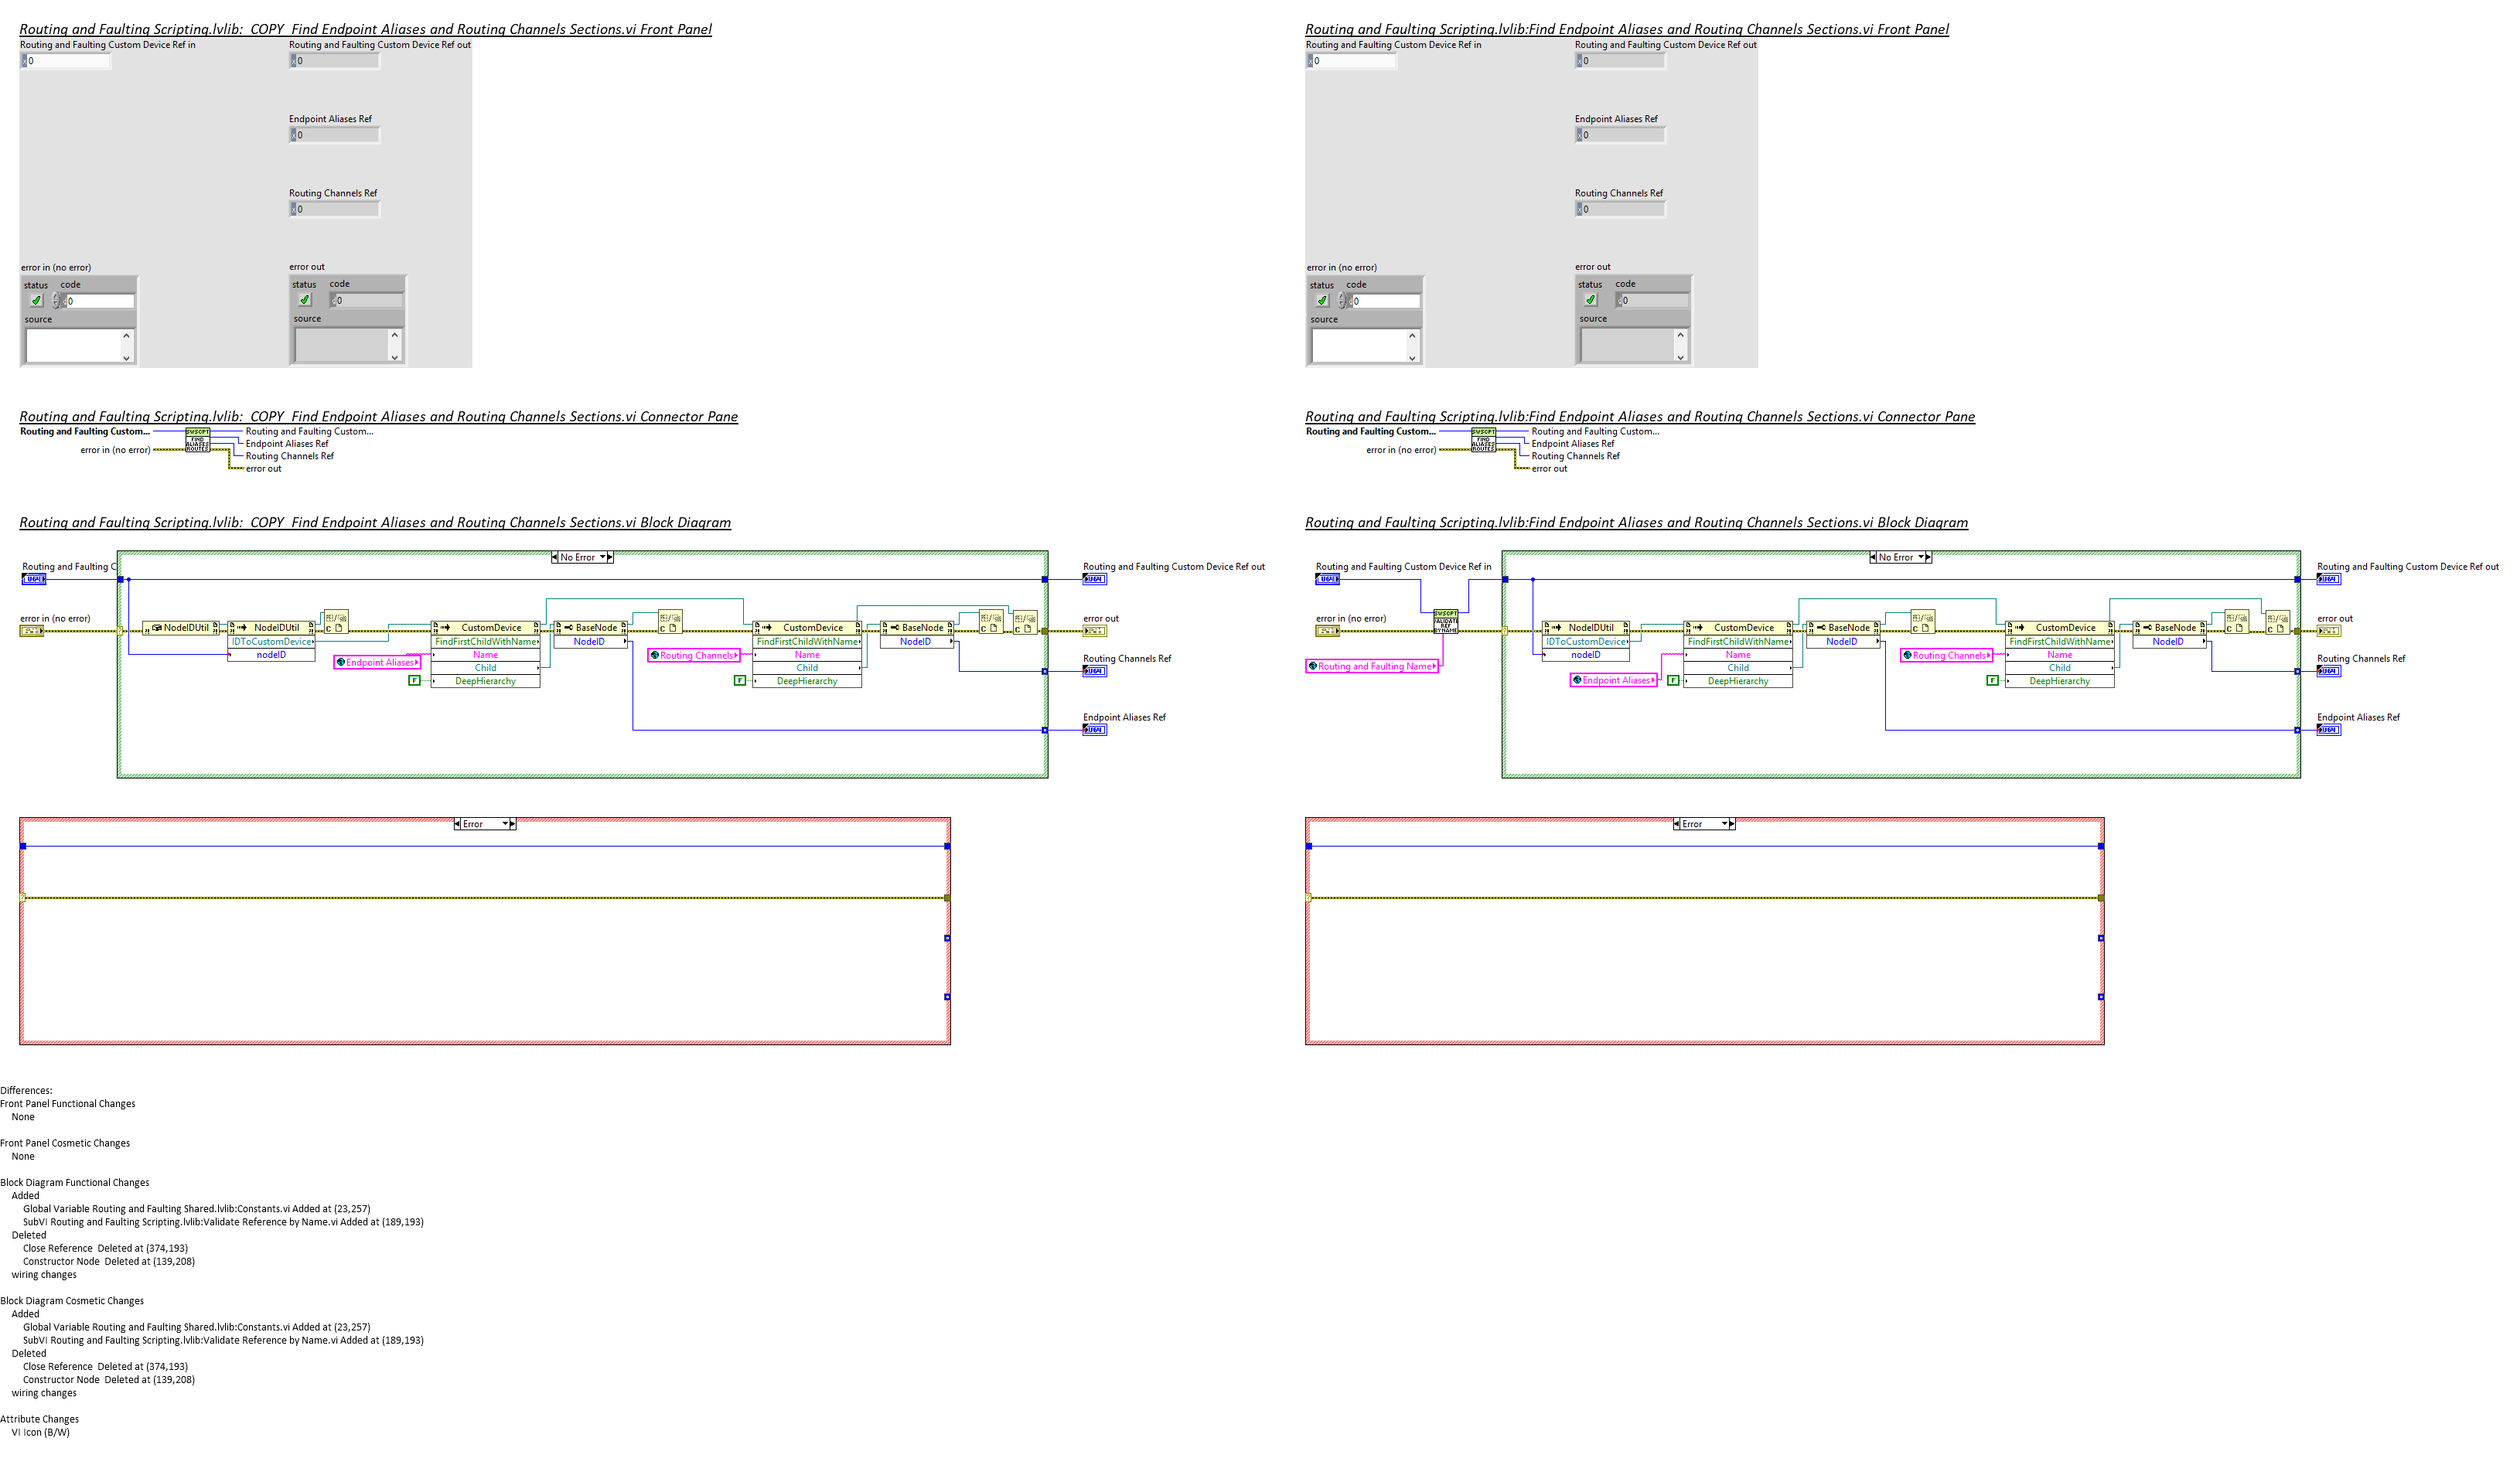 Routing and Faulting Scripting.lvlib:  COPY  Find Endpoint Aliases and Routing Channels Sections.vi Front Panel
Routing and Faulting Custom Device Ref in
Routing and Faulting Custom Device Ref out
0
0
Endpoint Aliases Ref
0
Routing Channels Ref
0
error in (no error)
error out
status code
0
source
status code
0
source
Routing and Faulting Scripting.lvlib:Find Endpoint Aliases and Routing Channels Sections.vi Front Panel
Routing and Faulting Custom Device Ref in
Routing and Faulting Custom Device Ref out
0
0
Endpoint Aliases Ref
0
Routing Channels Ref
0
error in (no error)
error out
status code
0
source
status code
0
source
Routing and Faulting Scripting.lvlib:  COPY  Find Endpoint Aliases and Routing Channels Sections.vi Connector Pane
Routing and Faulting Custom...
error in (no error)
SWSCPT
FIND
ALIASES
ROUTES
Routing and Faulting Custom...
Endpoint Aliases Ref
Routing Channels Ref
error out
Routing and Faulting Scripting.lvlib:Find Endpoint Aliases and Routing Channels Sections.vi Connector Pane
Routing and Faulting Custom...
error in (no error)
SWSCPT
FIND
ALIASES
ROUTES
Routing and Faulting Custom...
Endpoint Aliases Ref
Routing Channels Ref
error out
Routing and Faulting Scripting.lvlib:  COPY  Find Endpoint Aliases and Routing Channels Sections.vi Block Diagram
No Error
Routing and Faulting C
error in (no error)
NodeIDUtil
NodeIDUtil
IDToCustomDevice
nodeID
Endpoint Aliases
F
CustomDevice
FindFirstChildWithName
Name
Child
DeepHierarchy
BaseNode
NodeID
Routing Channels
F
CustomDevice
FindFirstChildWithName
Name
Child
DeepHierarchy
BaseNode
NodeID
Routing and Faulting Custom Device Ref out
error out
Routing Channels Ref
Endpoint Aliases Ref
Error
Routing and Faulting Scripting.lvlib:Find Endpoint Aliases and Routing Channels Sections.vi Block Diagram
No Error
Routing and Faulting Custom Device Ref in
error in (no error)
Routing and Faulting Name
SWSCPT
VALIDATE
REF
BY NAME
NodeIDUtil
IDToCustomDevice
nodeID
Endpoint Aliases
F
CustomDevice
FindFirstChildWithName
Name
Child
DeepHierarchy
BaseNode
NodeID
Routing Channels
F
CustomDevice
FindFirstChildWithName
Name
Child
DeepHierarchy
BaseNode
NodeID
Routing and Faulting Custom Device Ref out
error out
Routing Channels Ref
Endpoint Aliases Ref
Error
Differences:
Front Panel Functional Changes
None
Front Panel Cosmetic Changes
None
Block Diagram Functional Changes
Added
Global Variable Routing and Faulting Shared.lvlib:Constants.vi Added at (23,257)
SubVI Routing and Faulting Scripting.lvlib:Validate Reference by Name.vi Added at (189,193)
Deleted
Close Reference  Deleted at (374,193)
Constructor Node  Deleted at (139,208)
wiring changes
Block Diagram Cosmetic Changes
Added
Global Variable Routing and Faulting Shared.lvlib:Constants.vi Added at (23,257)
SubVI Routing and Faulting Scripting.lvlib:Validate Reference by Name.vi Added at (189,193)
Deleted
Close Reference  Deleted at (374,193)
Constructor Node  Deleted at (139,208)
wiring changes
Attribute Changes
VI Icon (B/W)